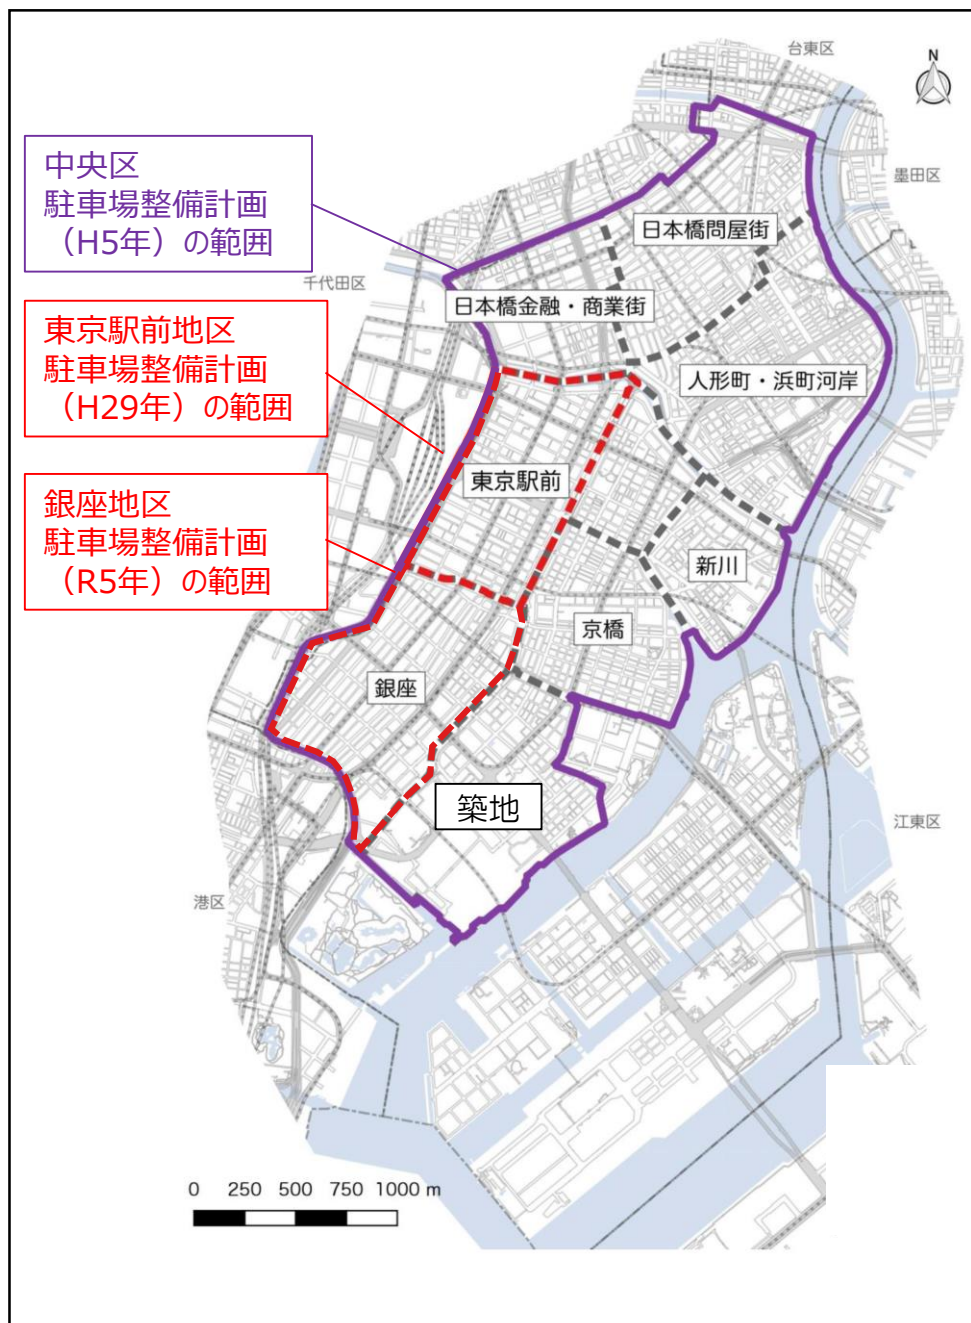 台東区
N
中央区
駐車場整備計画
（H5年）の範囲
墨田区
日本橋問屋街
千代田区
日本橋金融・商業街
東京駅前地区
駐車場整備計画
（H29年）の範囲
人形町・浜町河岸
東京駅前
銀座地区
駐車場整備計画
（R5年）の範囲
新川
京橋
銀座
築地
江東区
港区
0 250 500 750 1000 m